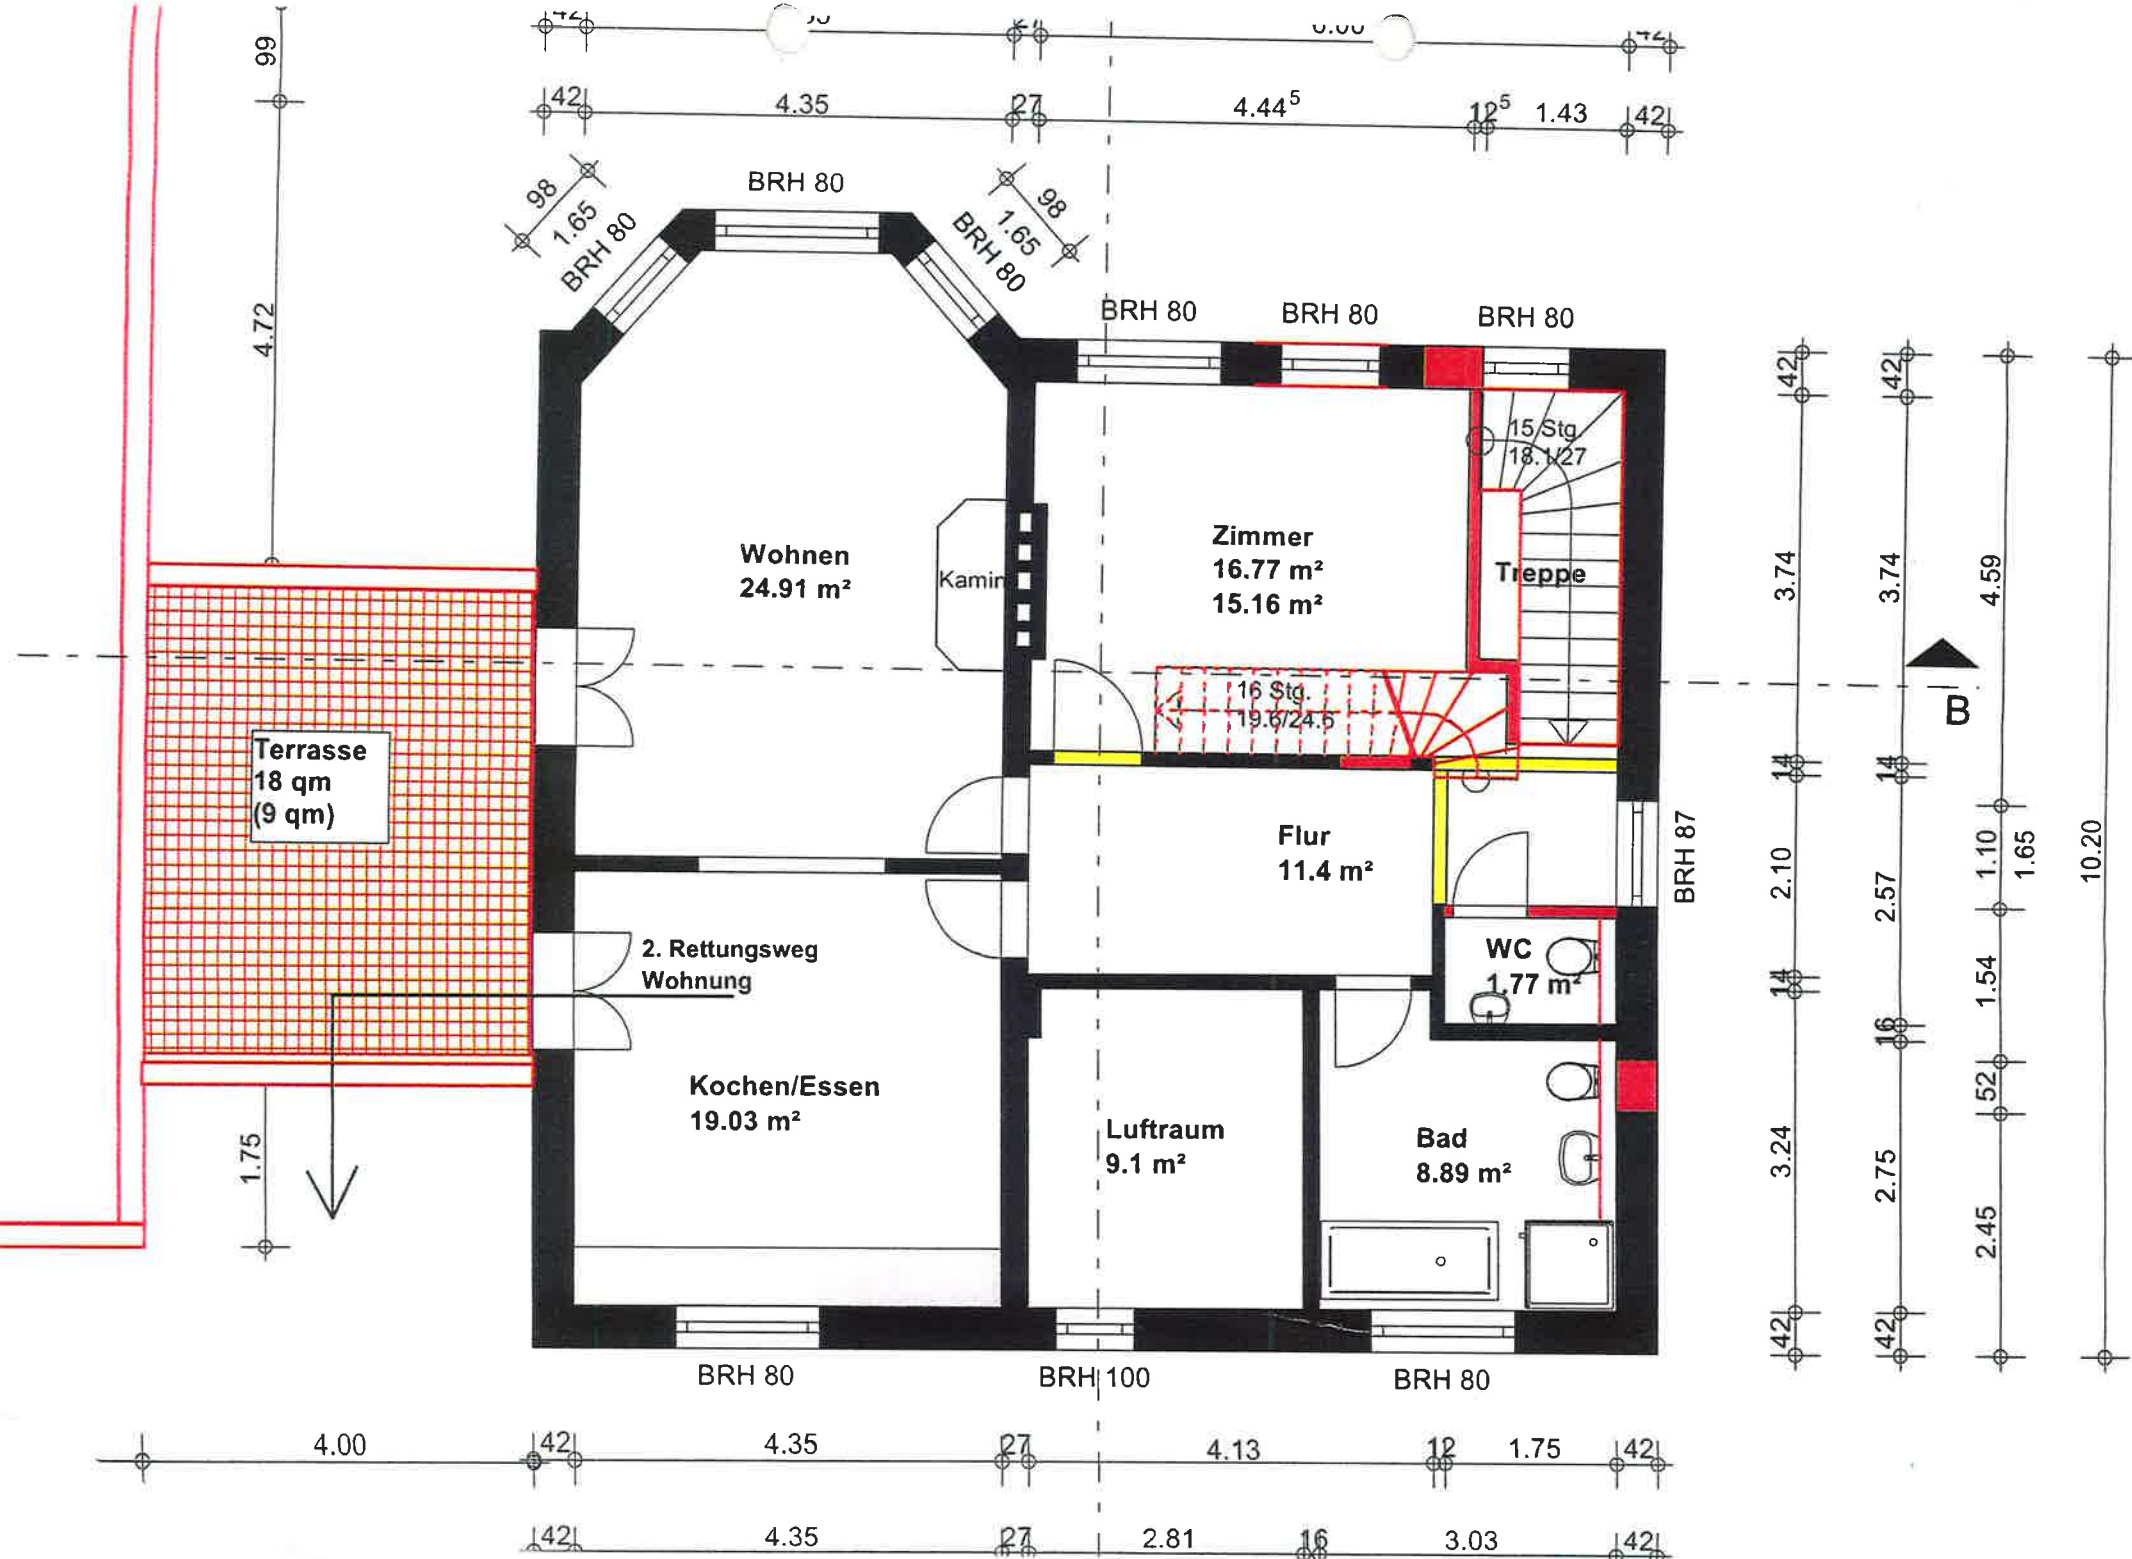 99
42
27
42
42
4.35
27
4.44⁵
12⁵
1.43
42
98
1.65
BRH 80
BRH 80
98
1.65
BRH 80
4.72
BRH 80
BRH 80
BRH 80
15 Stg.
18.1/27
Wohnen
24.91 m²
Kamin
Zimmer
16.77 m²
15.16 m²
Treppe
16 Stg.
19.6/24.6
Terrasse
18 qm
(9 qm)
Flur
11.4 m²
2. Rettungsweg
Wohnung
WC
1.77 m²
Kochen/Essen
19.03 m²
Luftraum
9.1 m²
Bad
8.89 m²
1.75
BRH 87
42
3.74
14
2.10
14
3.24
42
42
3.74
14
2.57
16
2.75
42
4.59
1.10
1.65
1.54
52
2.45
10.20
B
BRH 80
BRH 100
BRH 80
4.00
42
4.35
27
4.13
12
1.75
42
42
4.35
27
2.81
16
3.03
42